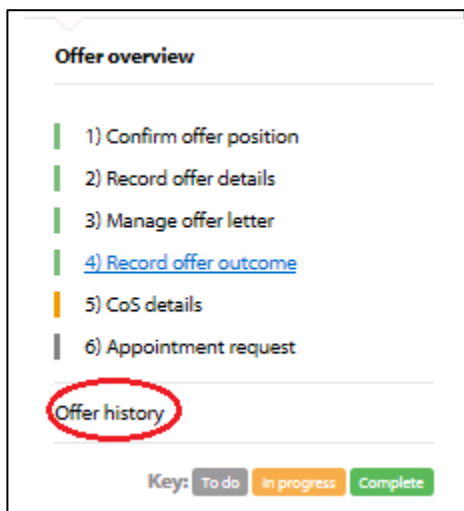 Offer overview
1) Confirm offer position
2) Record offer details
3) Manage offer letter
4) Record offer outcome
5) CoS details
6) Appointment request
Offer history
Key: To do In progress Complete